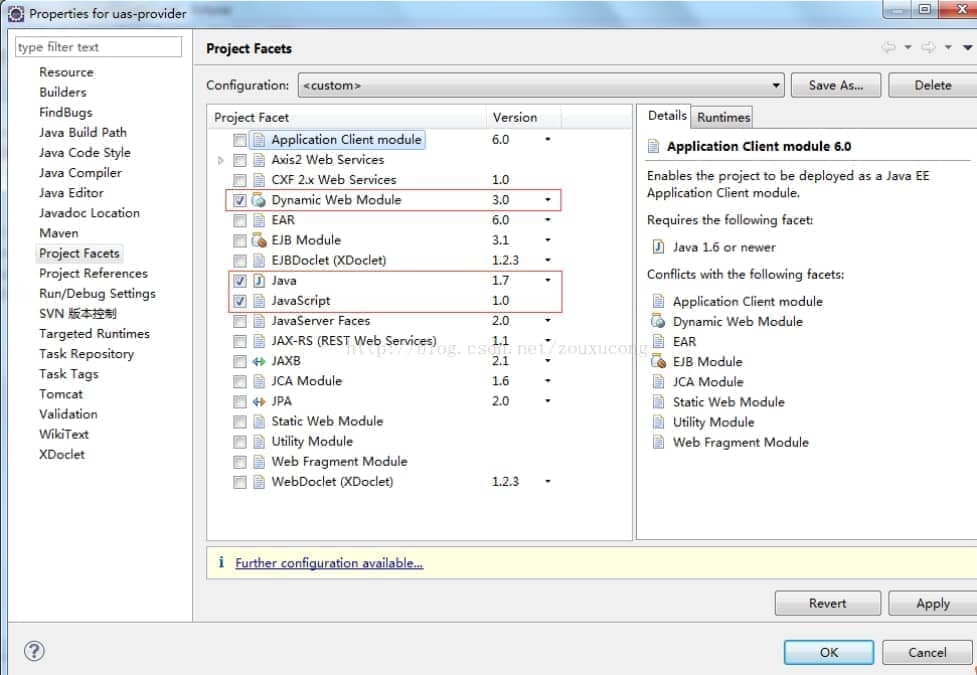 Properties for uas-provider
type filter text
Resource
Builders
FindBugs
Java Build Path
Java Code Style
Java Compiler
Java Editor
Javadoc Location
Maven
Project Facets
Project References
Run/Debug Settings
SVN 版本控制
Targeted Runtimes
Task Repository
Task Tags
Tomcat
Validation
WikiText
XDoclet
Project Facets
Configuration: <custom> Save As... Delete
Project Facet Version
Application Client module 6.0
Axis2 Web Services
CXF 2.x Web Services 1.0
Dynamic Web Module 3.0
EAR 6.0
EJB Module 3.1
EJBDoclet (XDoclet) 1.2.3
Java 1.7
JavaScript 1.0
JavaServer Faces 2.0
JAX-RS (REST Web Services) 1.1
http://blog.csdn.net/zouxucong
JAXB 2.1
JCA Module 1.6
JPA 2.0
Static Web Module
Utility Module
Web Fragment Module
WebDoclet (XDoclet) 1.2.3
Details Runtimes
Application Client module 6.0
Enables the project to be deployed as a Java EE
Application Client module.
Requires the following facet:
Java 1.6 or newer
Conflicts with the following facets:
Application Client module
Dynamic Web Module
EAR
EJB Module
JCA Module
Static Web Module
Utility Module
Web Fragment Module
i Further configuration available...
Revert Apply
? OK Cancel